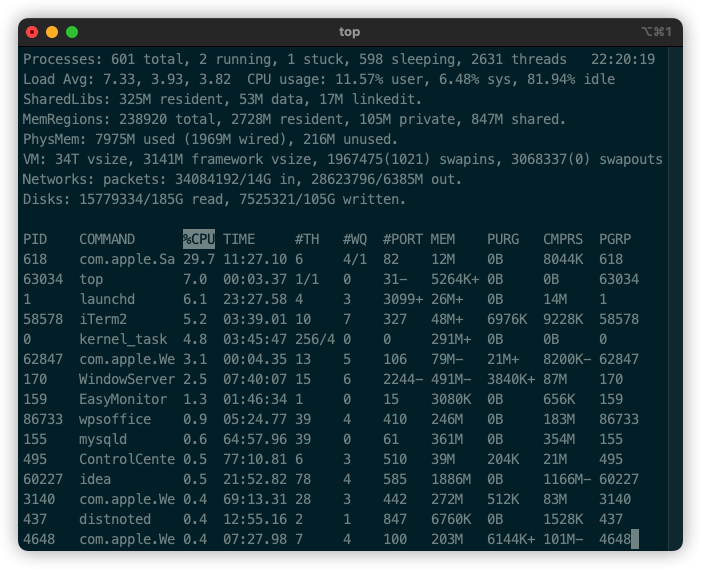 top
⌥⌘1
Processes: 601 total, 2 running, 1 stuck, 598 sleeping, 2631 threads   22:20:19
Load Avg: 7.33, 3.93, 3.82  CPU usage: 11.57% user, 6.48% sys, 81.94% idle
SharedLibs: 325M resident, 53M data, 17M linkedit.
MemRegions: 238920 total, 2728M resident, 105M private, 847M shared.
PhysMem: 7975M used (1969M wired), 216M unused.
VM: 34T vsize, 3141M framework vsize, 1967475(1021) swapins, 3068337(0) swapouts
Networks: packets: 34084192/14G in, 28623796/6385M out.
Disks: 15779334/185G read, 7525321/105G written.
PID    COMMAND      %CPU TIME     #TH   #WQ  #PORT MEM    PURG   CMPRS  PGRP
618    com.apple.Sa 29.7 11:27.10 6     4/1  82    12M    0B     8044K  618
63034  top          7.0  00:03.37 1/1   0    31-   5264K+ 0B     0B     63034
1      launchd      6.1  23:27.58 4     3    3099+ 26M+   0B     14M    1
58578  iTerm2       5.2  03:39.01 10    7    327   48M+   6976K  9228K  58578
0      kernel_task  4.8  03:45:47 256/4 0    0     291M+  0B     0B     0
62847  com.apple.We 3.1  00:04.35 13    5    106   79M-   21M+   8200K- 62847
170    WindowServer 2.5  07:40:07 15    6    2244- 491M-  3840K+ 87M    170
159    EasyMonitor  1.3  01:46:34 1     0    15    3080K  0B     656K   159
86733  wpsoffice    0.9  05:24.77 39    4    410   246M   0B     183M   86733
155    mysqld       0.6  64:57.96 39    0    61    361M   0B     354M   155
495    ControlCente 0.5  77:10.81 6     3    510   39M    204K   21M    495
60227  idea         0.5  21:52.82 78    4    585   1886M  0B     1166M- 60227
3140   com.apple.We 0.4  69:13.31 28    3    442   272M   512K   83M    3140
437    distnoted    0.4  12:55.16 2     1    847   6760K  0B     1528K  437
4648   com.apple.We 0.4  07:27.98 7     4    100   203M   6144K+ 101M-  4648